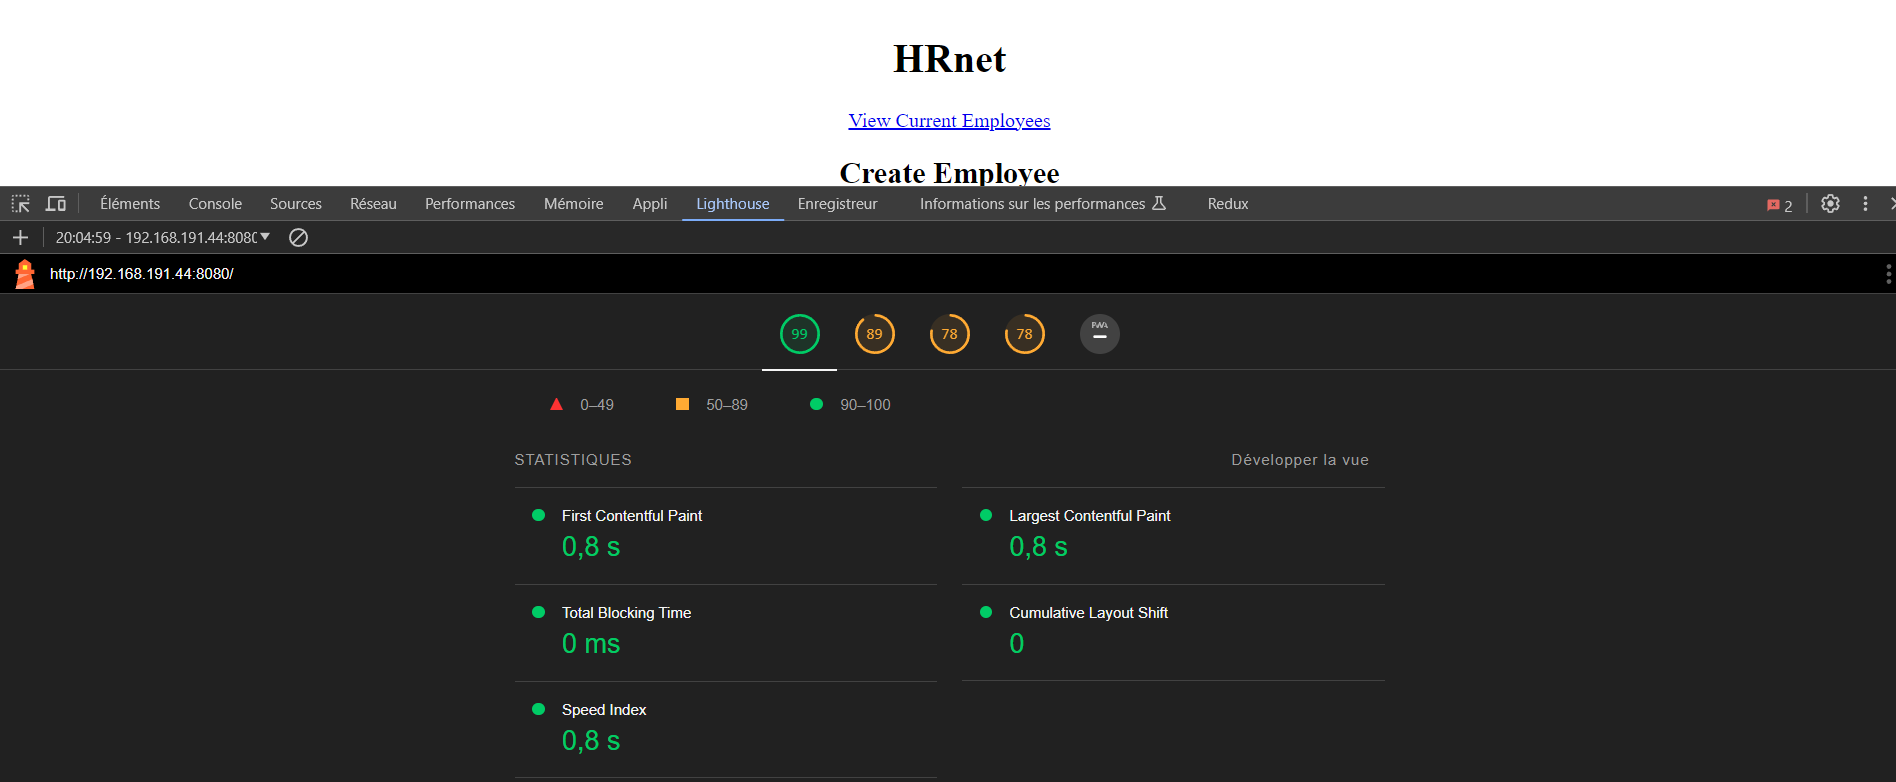 HRnet
View Current Employees
Create Employee
Éléments Console Sources Réseau Performances Mémoire Appli Lighthouse Enregistreur Informations sur les performances Redux 2
20:04:59 - 192.168.191.44:8080
http://192.168.191.44:8080/
99 89 78 78 PWA
0–49 50–89 90–100
STATISTIQUES Développer la vue
First Contentful Paint
0,8 s
Largest Contentful Paint
0,8 s
Total Blocking Time
0 ms
Cumulative Layout Shift
0
Speed Index
0,8 s